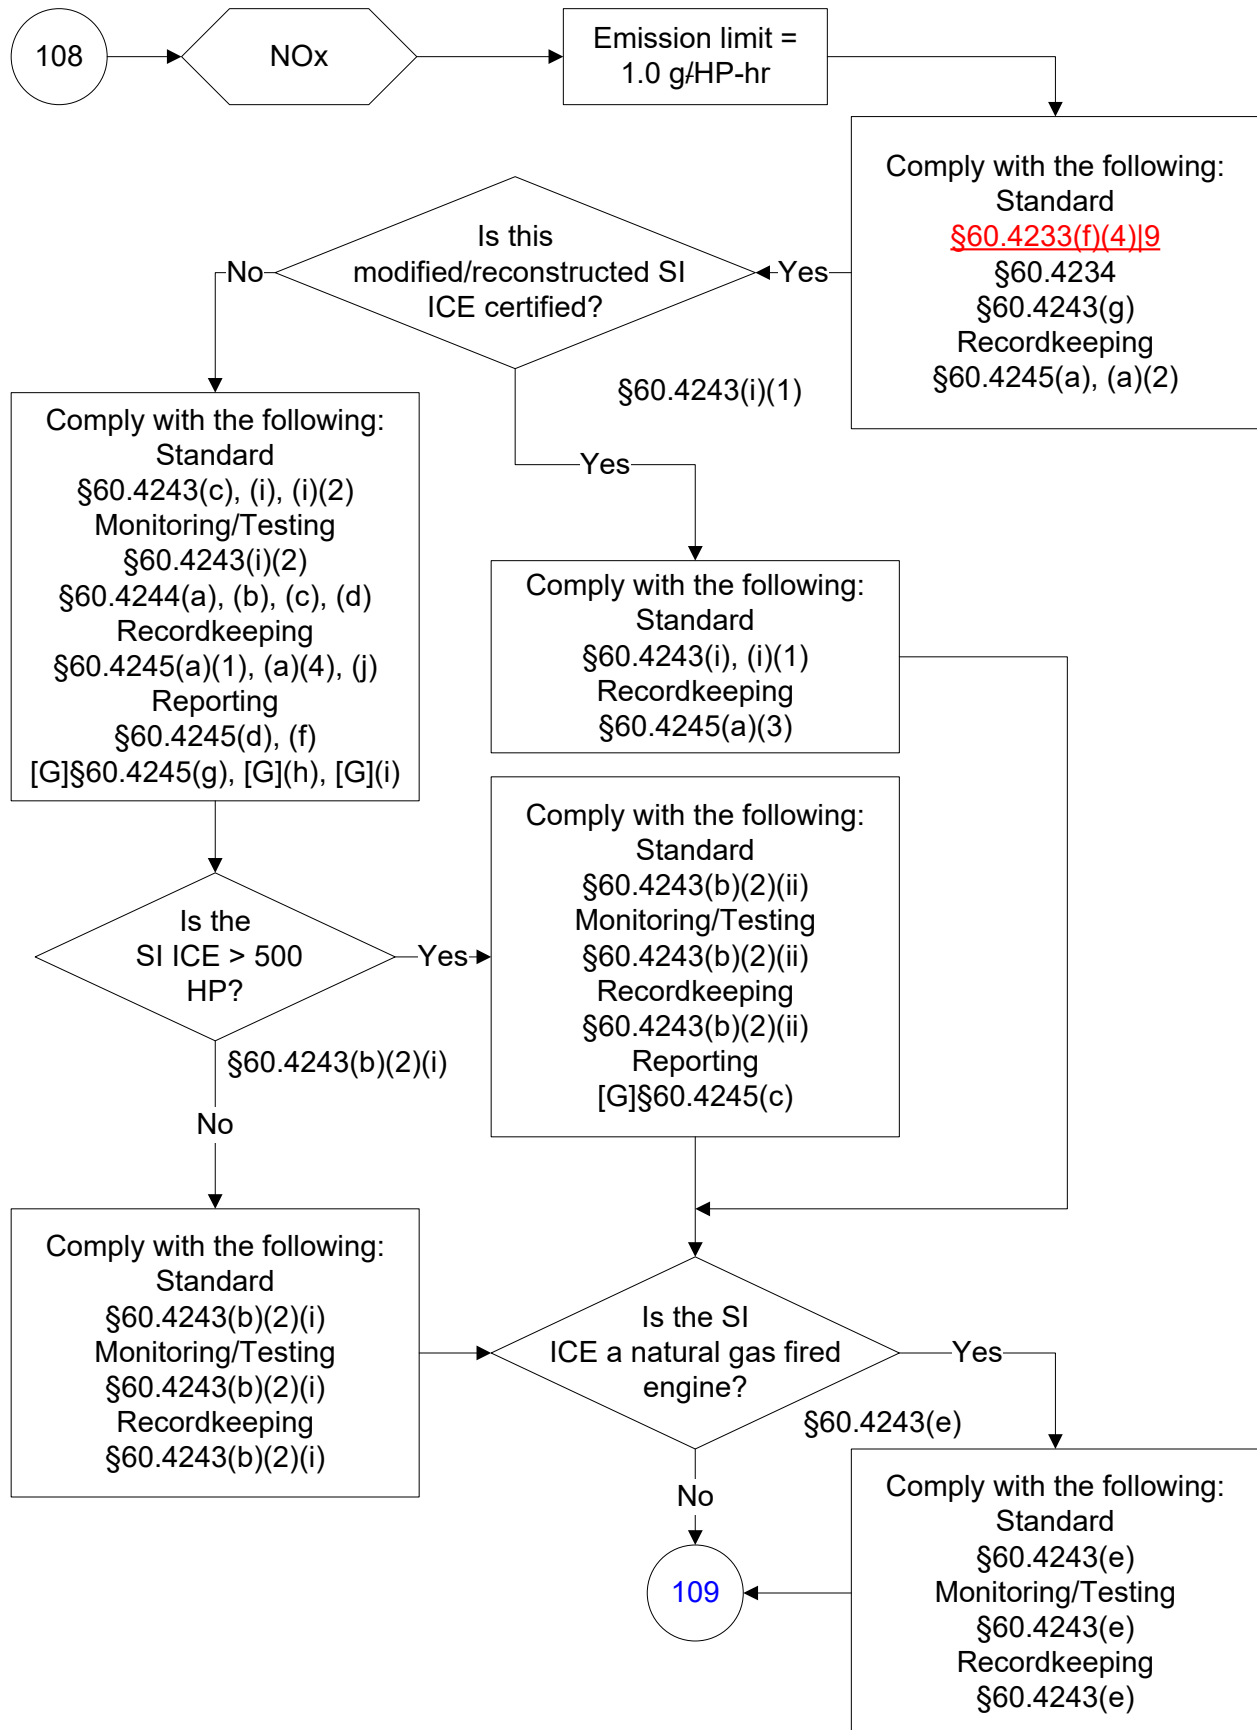 108
NOx
Emission limit =
1.0 g/HP-hr
Comply with the following:
Standard
§60.4233(f)(4)|9
§60.4234
§60.4243(g)
Recordkeeping
§60.4245(a), (a)(2)
Yes
Is this
modified/reconstructed SI
ICE certified?
No
§60.4243(i)(1)
Yes
Comply with the following:
Standard
§60.4243(c), (i), (i)(2)
Monitoring/Testing
§60.4243(i)(2)
§60.4244(a), (b), (c), (d)
Recordkeeping
§60.4245(a)(1), (a)(4), (j)
Reporting
§60.4245(d), (f)
[G]§60.4245(g), [G](h), [G](i)
Comply with the following:
Standard
§60.4243(i), (i)(1)
Recordkeeping
§60.4245(a)(3)
Is the
SI ICE > 500
HP?
Yes
§60.4243(b)(2)(i)
No
Comply with the following:
Standard
§60.4243(b)(2)(ii)
Monitoring/Testing
§60.4243(b)(2)(ii)
Recordkeeping
§60.4243(b)(2)(ii)
Reporting
[G]§60.4245(c)
Comply with the following:
Standard
§60.4243(b)(2)(i)
Monitoring/Testing
§60.4243(b)(2)(i)
Recordkeeping
§60.4243(b)(2)(i)
Is the SI
ICE a natural gas fired
engine?
Yes
§60.4243(e)
No
109
Comply with the following:
Standard
§60.4243(e)
Monitoring/Testing
§60.4243(e)
Recordkeeping
§60.4243(e)